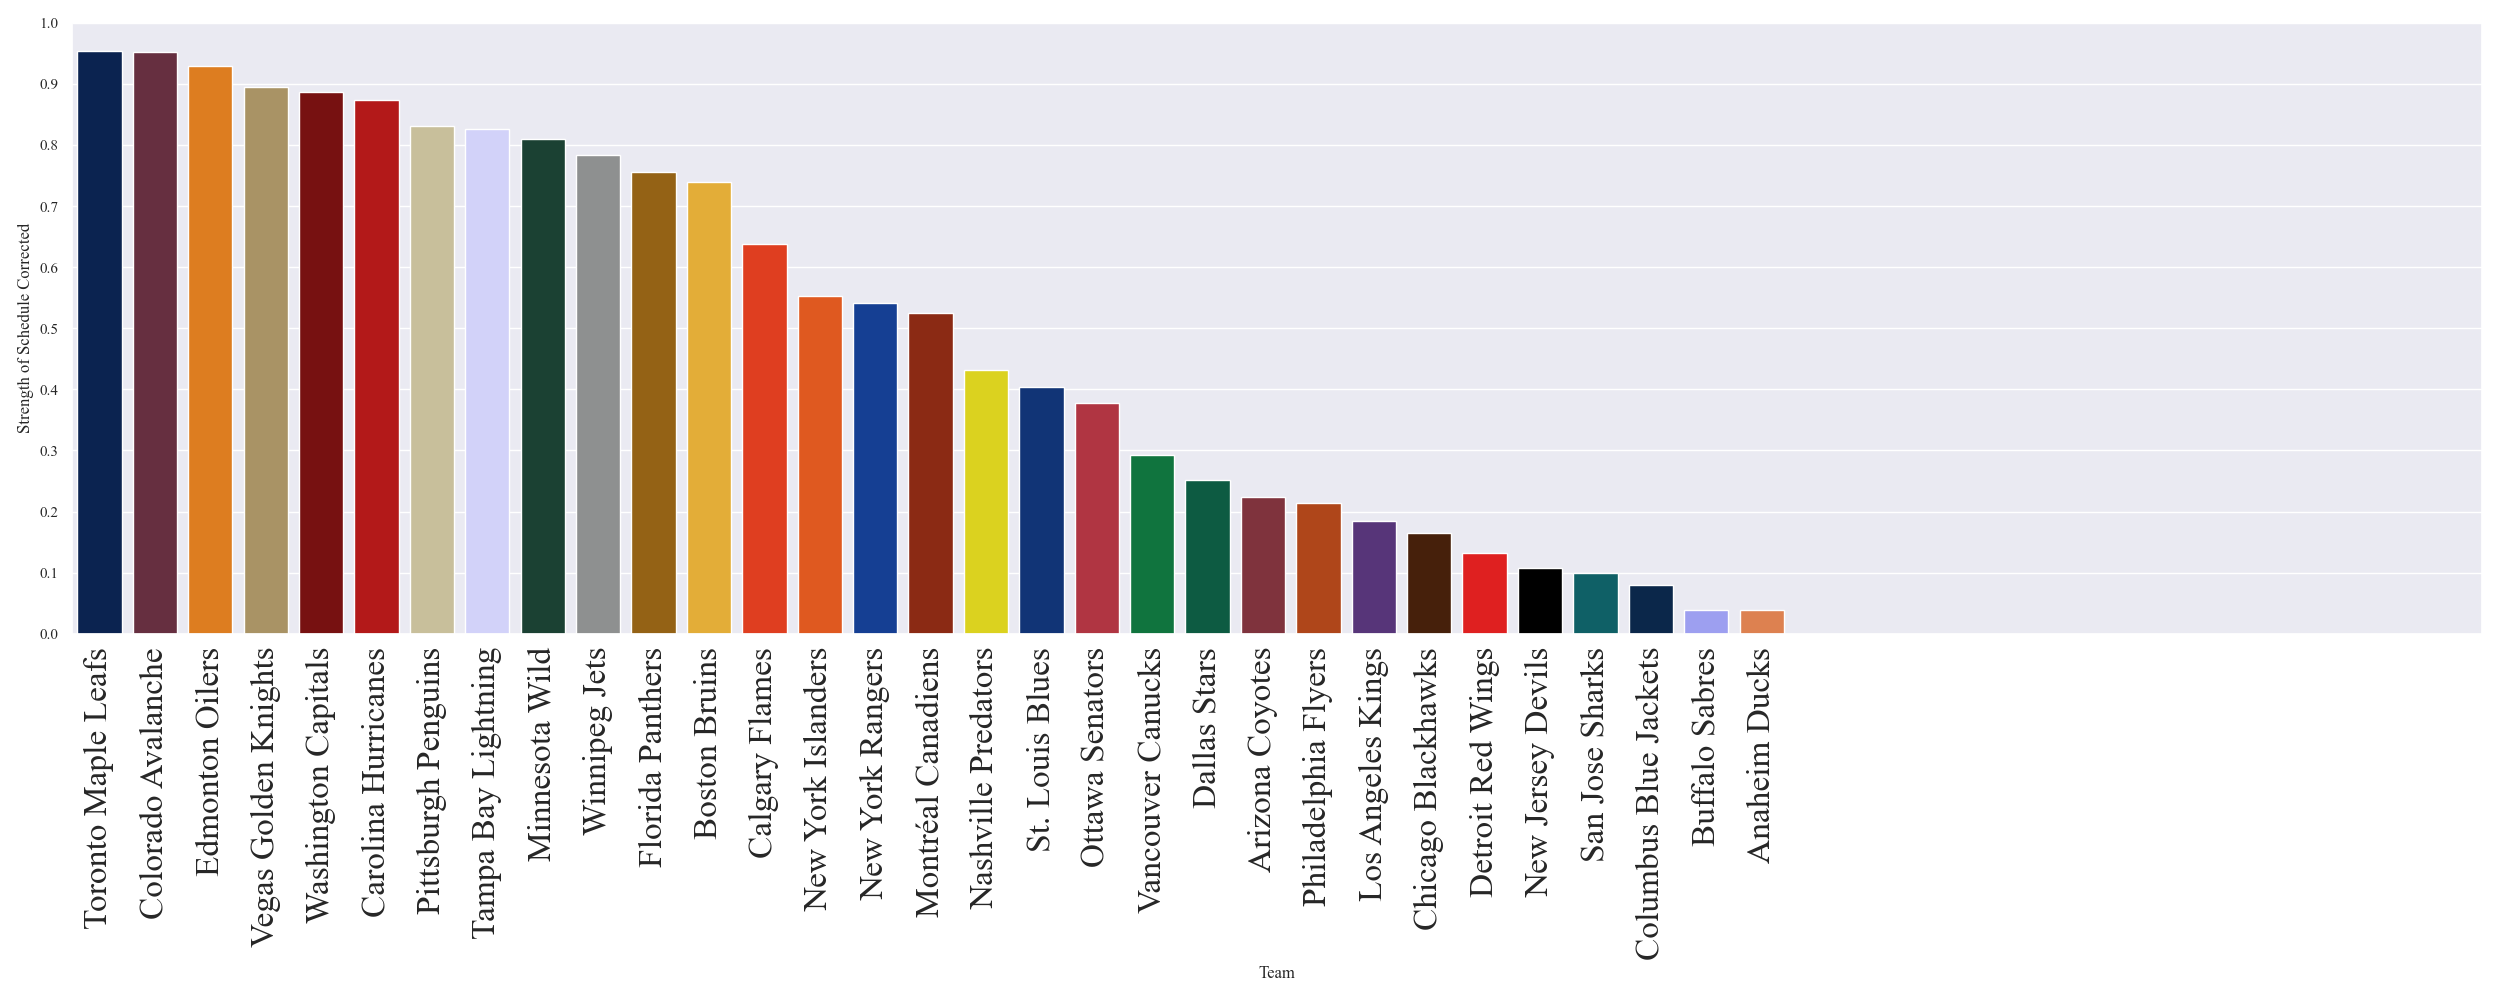 1.0
0.9
0.8
0.7
0.6
0.5
0.4
0.3
0.2
0.1
0.0
Strength of Schedule Corrected
Toronto Maple Leafs
Colorado Avalanche
Edmonton Oilers
Vegas Golden Knights
Washington Capitals
Carolina Hurricanes
Pittsburgh Penguins
Tampa Bay Lightning
Minnesota Wild
Winnipeg Jets
Florida Panthers
Boston Bruins
Calgary Flames
New York Islanders
New York Rangers
Montréal Canadiens
Nashville Predators
St. Louis Blues
Ottawa Senators
Vancouver Canucks
Dallas Stars
Arizona Coyotes
Philadelphia Flyers
Los Angeles Kings
Chicago Blackhawks
Detroit Red Wings
New Jersey Devils
San Jose Sharks
Columbus Blue Jackets
Buffalo Sabres
Anaheim Ducks
Team